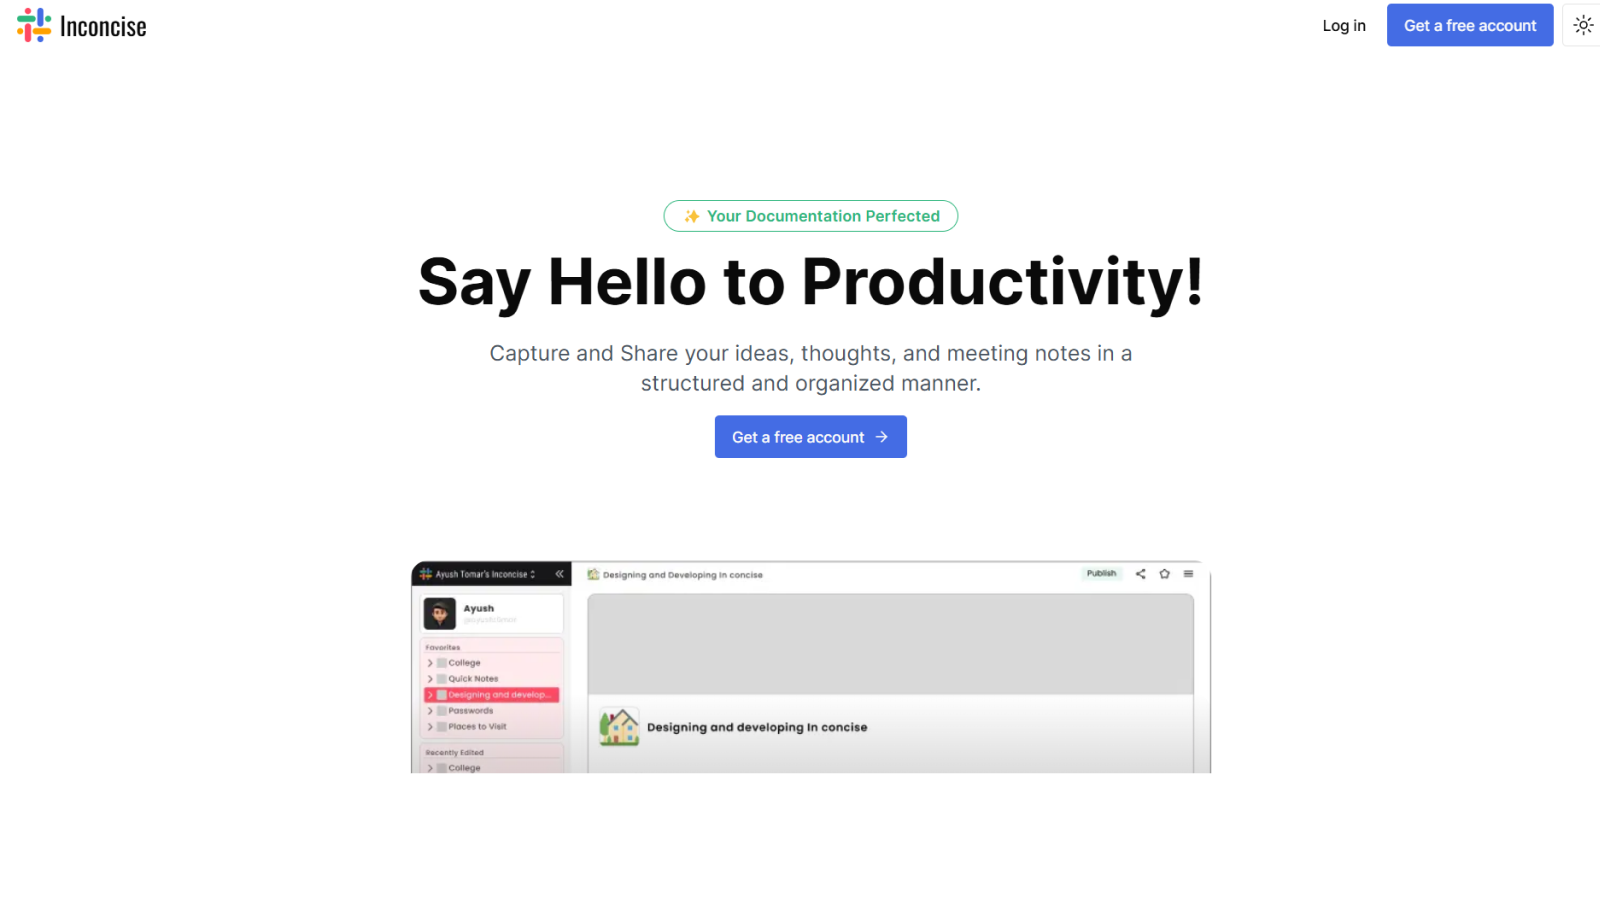 Inconcise
Log in
Get a free account
✨ Your Documentation Perfected
Say Hello to Productivity!
Capture and Share your ideas, thoughts, and meeting notes in a
structured and organized manner.
Get a free account →
Ayush Tomar's Inconcise
Designing and Developing In concise
Publish
Ayush
Favorites
College
Quick Notes
Designing and develop...
Passwords
Places to Visit
Recently Edited
College
Designing and developing In concise